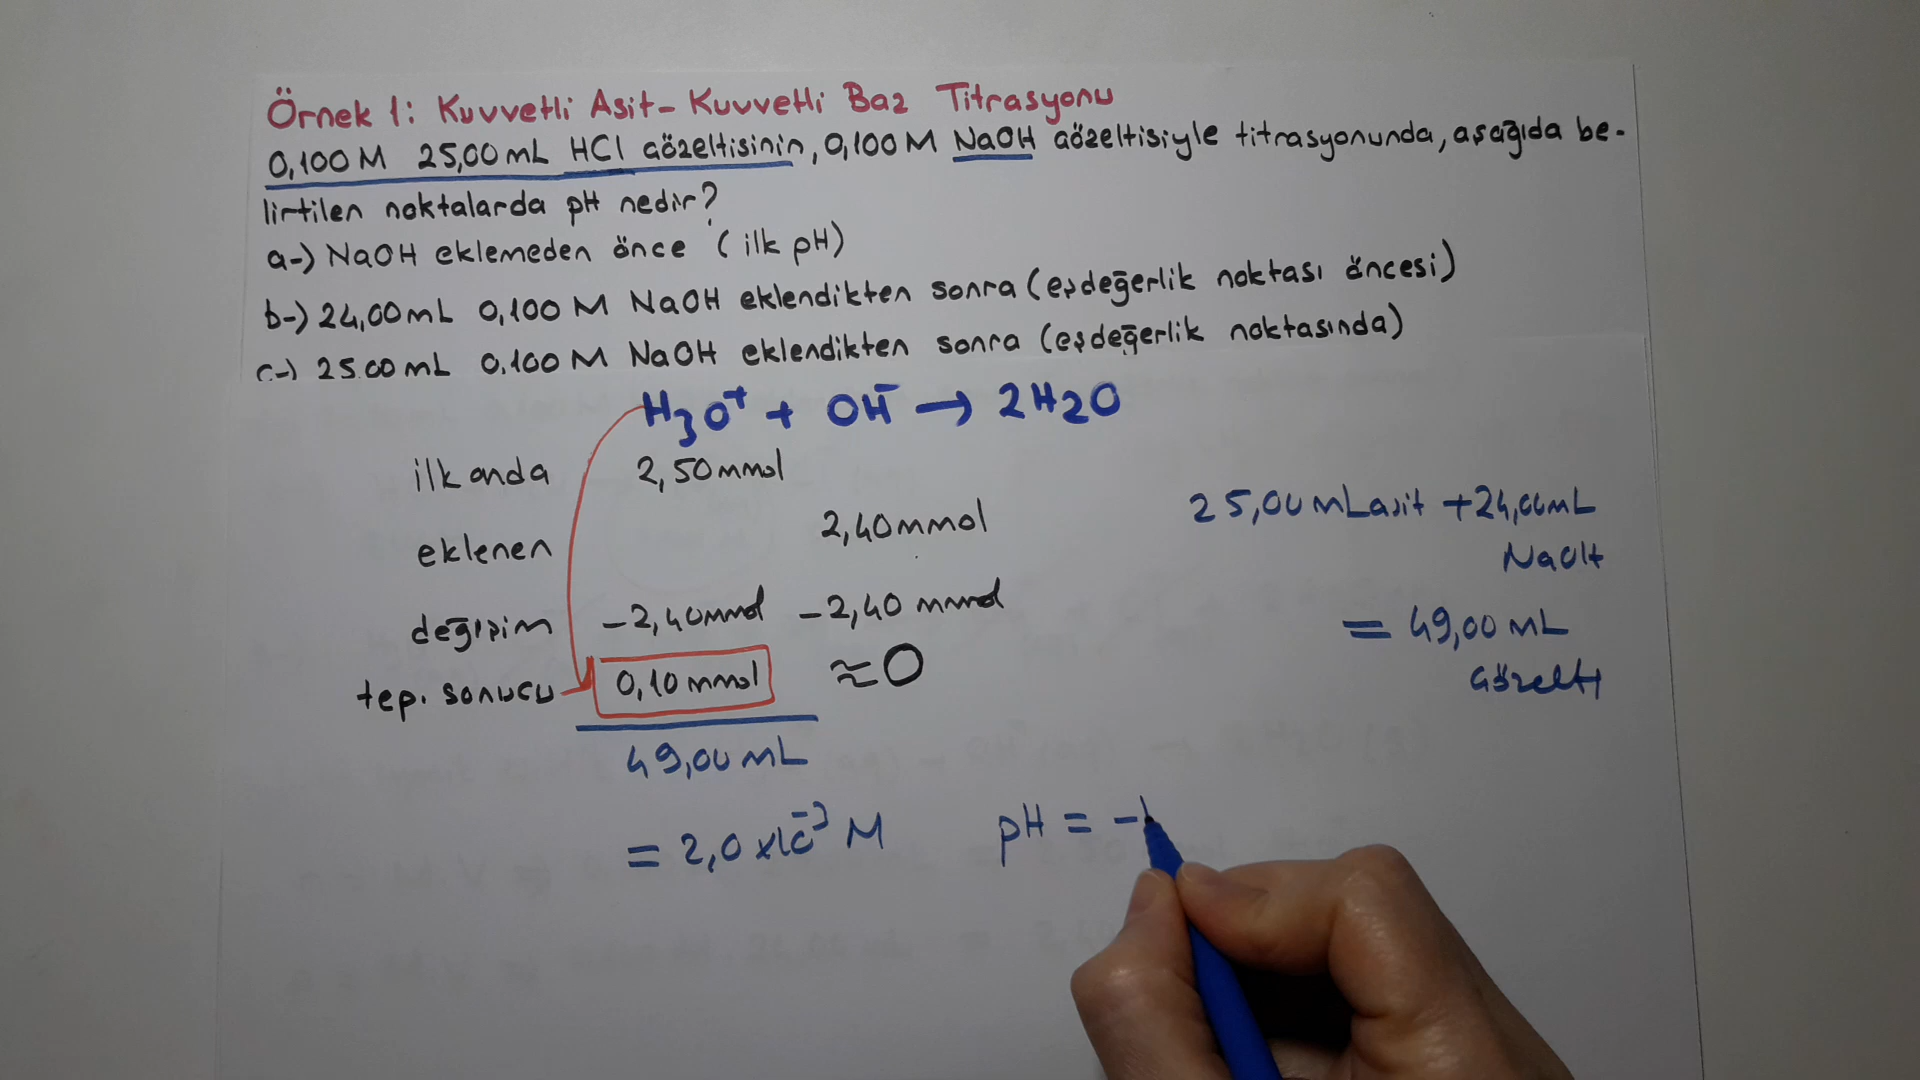 Örnek 1: Kuvvetli Asit-Kuvvetli Baz Titrasyonu
0,100 M 25,00 mL HCl çözeltisinin, 0,100 M NaOH çözeltisiyle titrasyonunda, aşağıda be-
lirtilen noktalarda pH nedir?
a-) NaOH eklemeden önce (ilk pH)
b-) 24,00 mL 0,100 M NaOH eklendikten sonra (eşdeğerlik noktası öncesi)
c-) 25.00 mL 0.100 M NaOH eklendikten sonra (eşdeğerlik noktasında)
H₃O⁺ + OH⁻ → 2H₂O
ilk anda 2,50 mmol
eklenen 2,40 mmol
değişim -2,40 mmol -2,40 mmol
tep. sonucu 0,10 mmol ≈0
49,00 mL
= 2,0 x 10⁻³ M pH = -
25,00 mL asit + 24,00 mL
NaOH
= 49,00 mL
çözelti